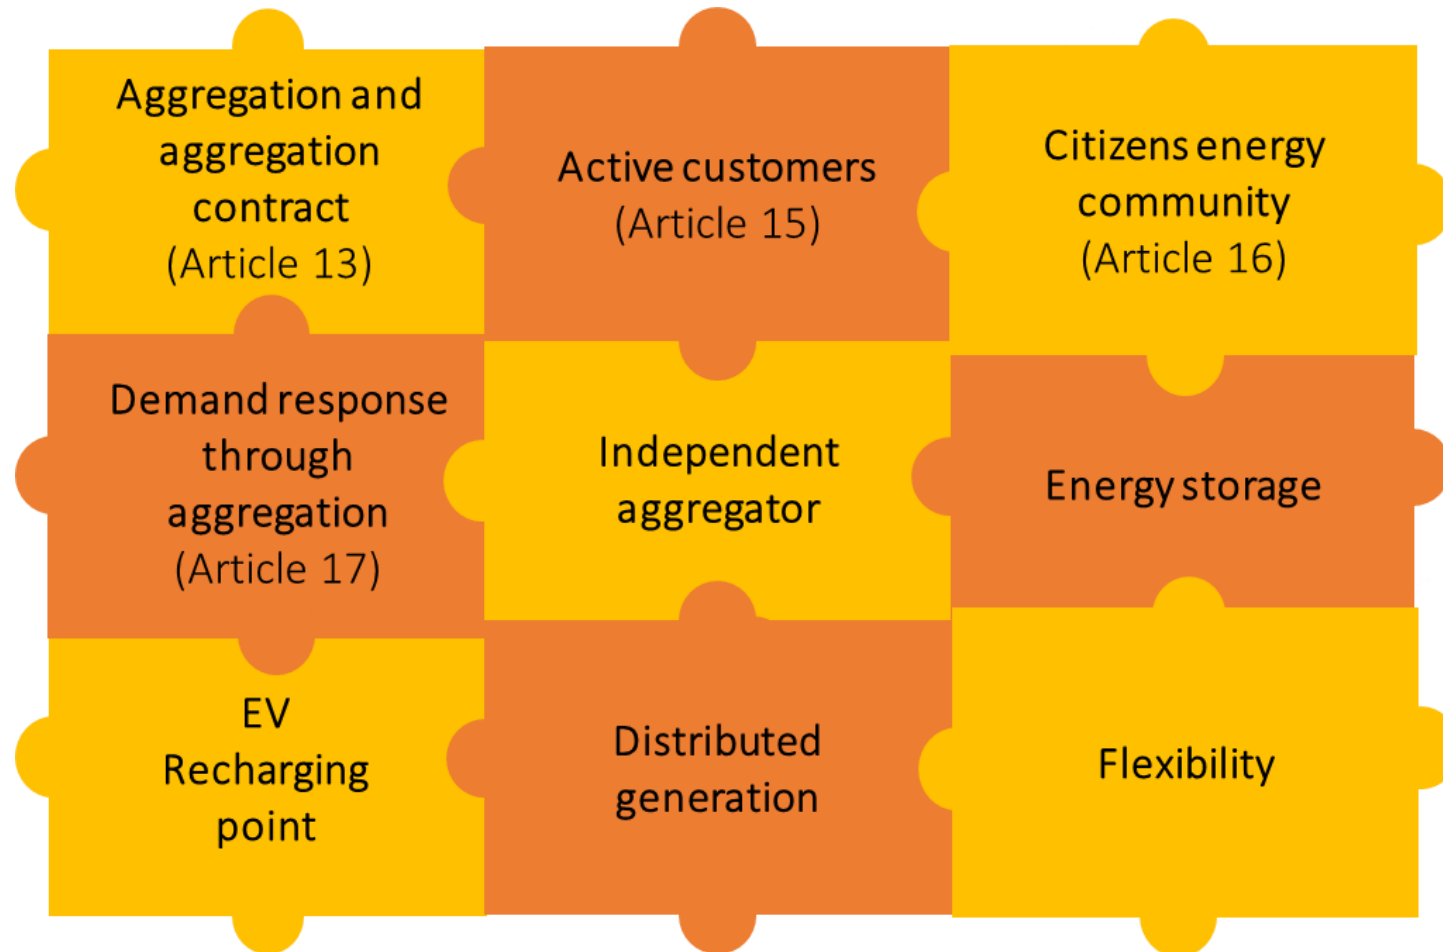 Aggregation and
aggregation
contract
(Article 13)
Active customers
(Article 15)
Citizens energy
community
(Article 16)
Demand response
through
aggregation
(Article 17)
Independent
aggregator
Energy storage
EV
Recharging
point
Distributed
generation
Flexibility